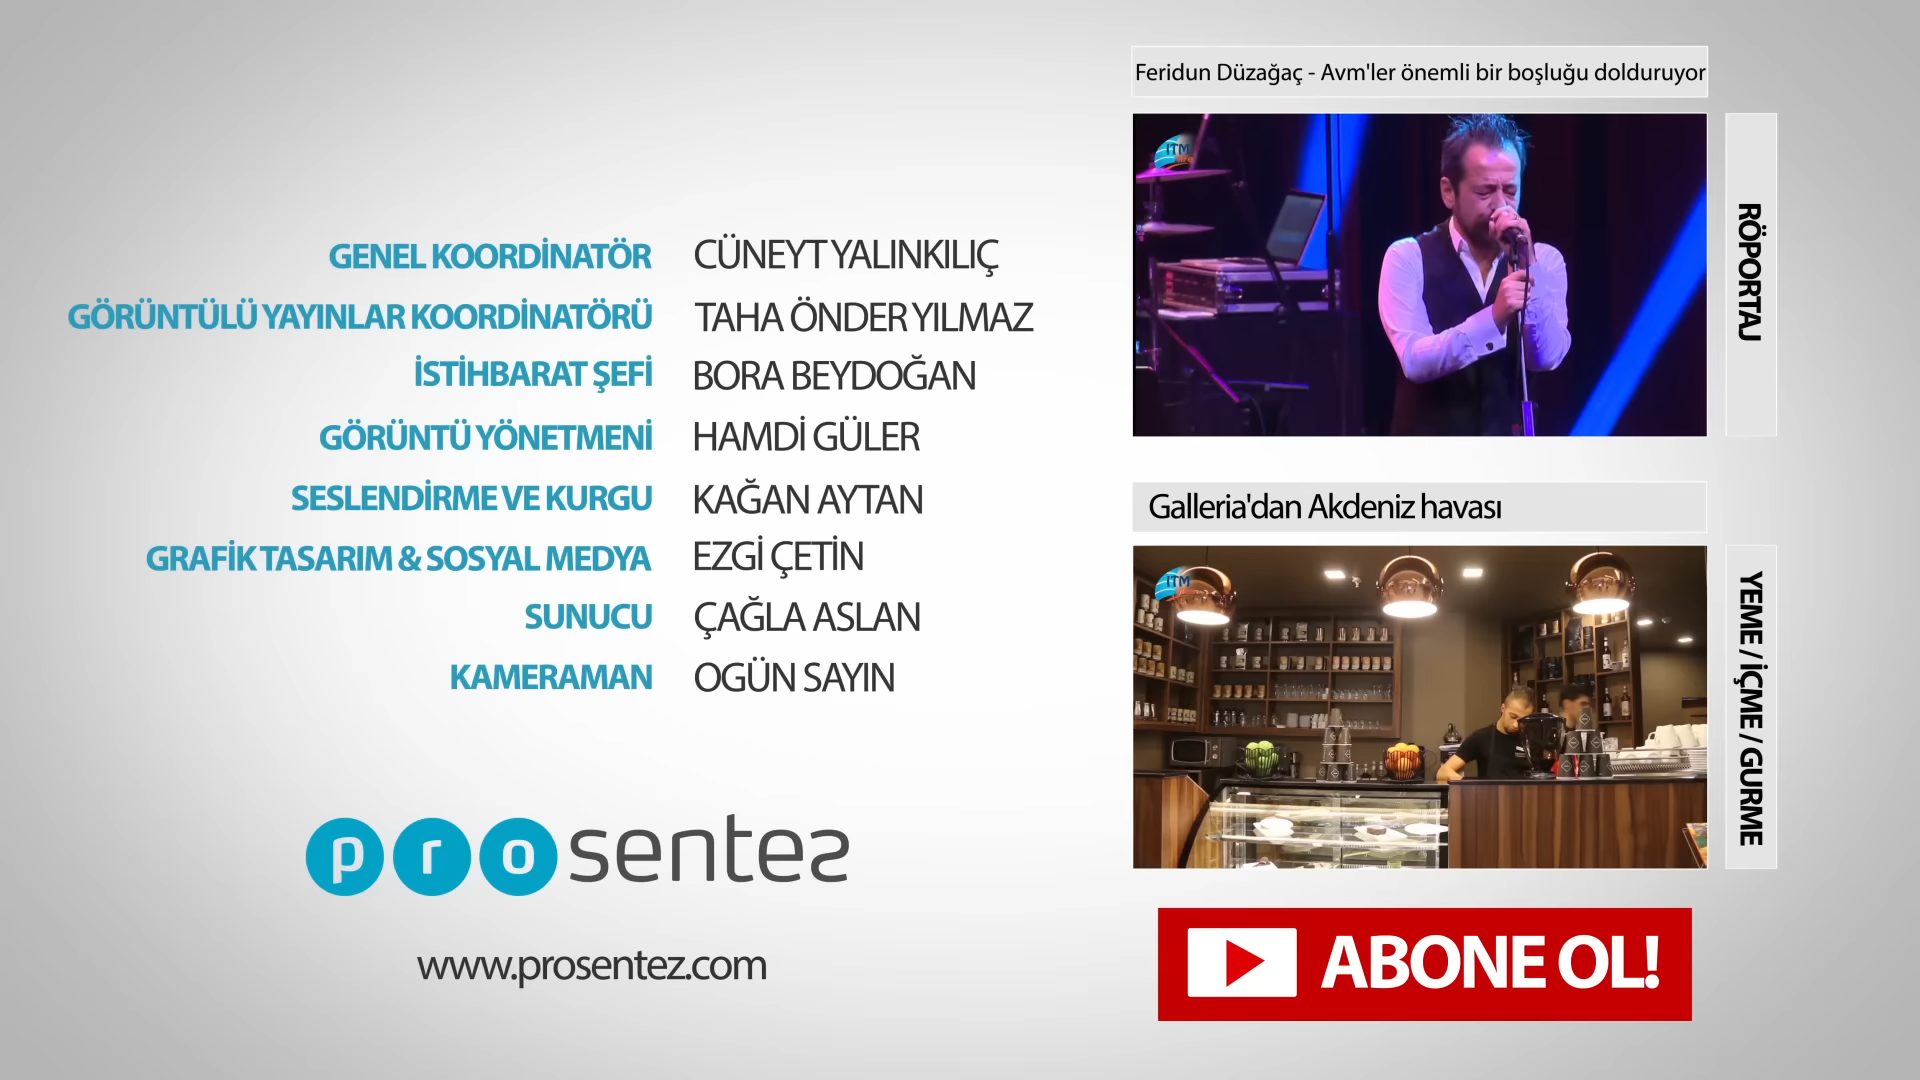 GENEL KOORDİNATÖR CÜNEYT YALINKILIÇ
GÖRÜNTÜLÜ YAYINLAR KOORDİNATÖRÜ TAHA ÖNDER YILMAZ
İSTİHBARAT ŞEFİ BORA BEYDOĞAN
GÖRÜNTÜ YÖNETMENİ HAMDİ GÜLER
SESLENDİRME VE KURGU KAĞAN AYTAN
GRAFİK TASARIM & SOSYAL MEDYA EZGİ ÇETİN
SUNUCU ÇAĞLA ASLAN
KAMERAMAN OGÜN SAYIN
prosentez
www.prosentez.com
Feridun Düzağaç - Avm'ler önemli bir boşluğu dolduruyor
ITM
RÖPORTAJ
Galleria'dan Akdeniz havası
ITM
YEME / İÇME / GURME
ABONE OL!